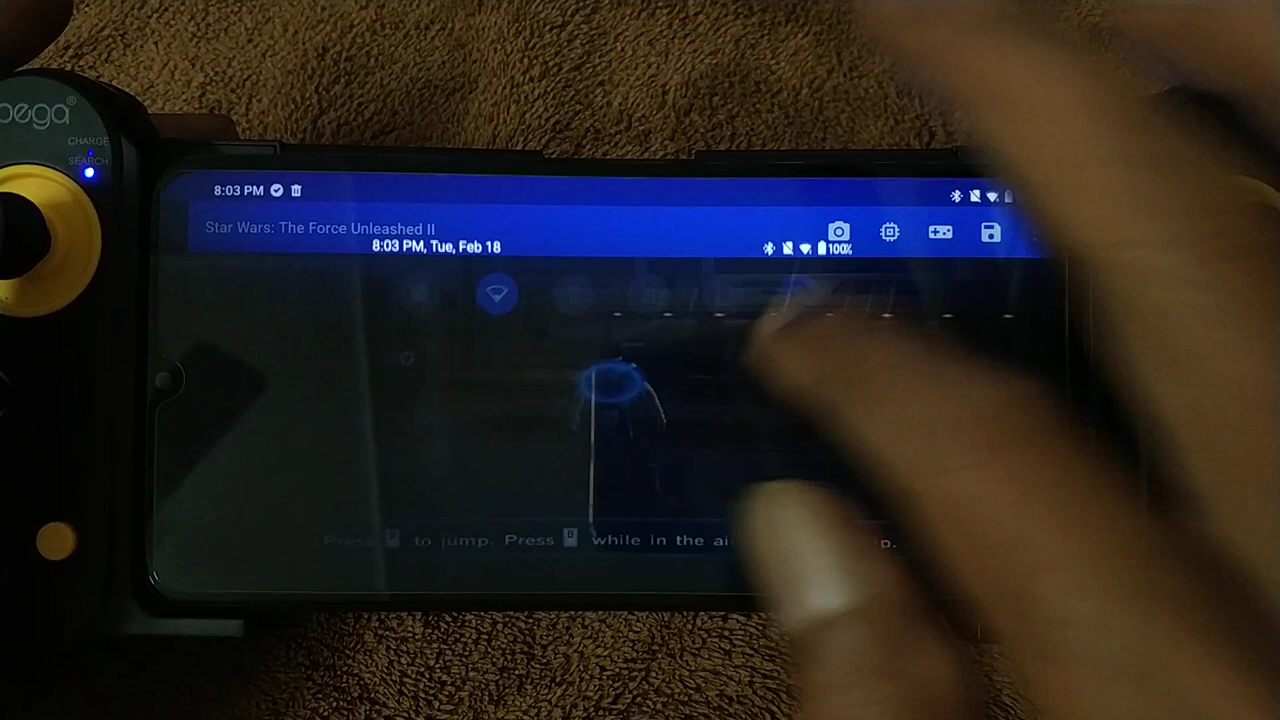 pega®
CHARGE
SEARCH
8:03 PM
Star Wars: The Force Unleashed II
8:03 PM, Tue, Feb 18
100%
Press B to jump. Press B while in the